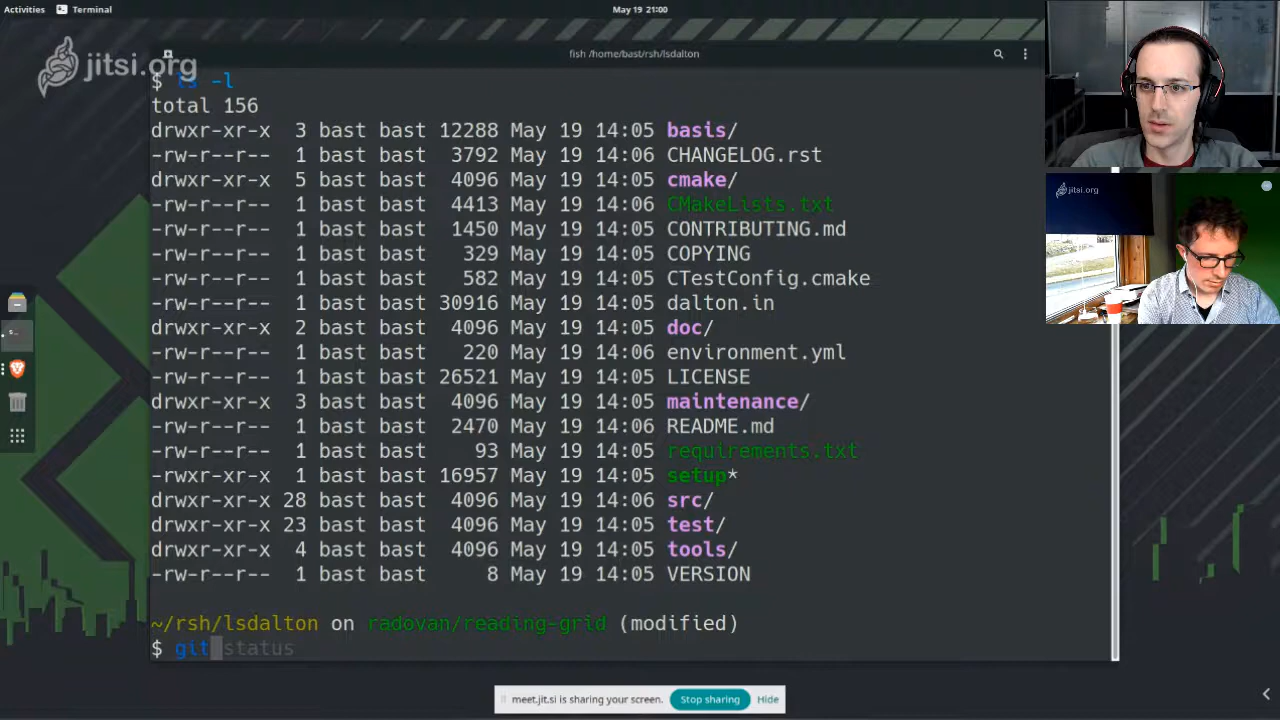 Activities Terminal May 19 21:00
fish /home/bast/rsh/lsdalton
jitsi.org
$ ls -l
total 156
drwxr-xr-x 3 bast bast 12288 May 19 14:05 basis/
-rw-r--r-- 1 bast bast 3792 May 19 14:06 CHANGELOG.rst
drwxr-xr-x 5 bast bast 4096 May 19 14:06 cmake/
-rw-r--r-- 1 bast bast 4413 May 19 14:06 CMakeLists.txt
-rw-r--r-- 1 bast bast 1450 May 19 14:06 CONTRIBUTING.md
-rw-r--r-- 1 bast bast 329 May 19 14:05 COPYING
-rw-r--r-- 1 bast bast 582 May 19 14:05 CTestConfig.cmake
-rw-r--r-- 1 bast bast 30916 May 19 14:05 dalton.in
drwxr-xr-x 2 bast bast 4096 May 19 14:05 doc/
-rw-r--r-- 1 bast bast 220 May 19 14:06 environment.yml
-rw-r--r-- 1 bast bast 26521 May 19 14:05 LICENSE
drwxr-xr-x 3 bast bast 4096 May 19 14:05 maintenance/
-rw-r--r-- 1 bast bast 2470 May 19 14:06 README.md
-rw-r--r-- 1 bast bast 93 May 19 14:05 requirements.txt
-rwxr-xr-x 1 bast bast 16957 May 19 14:05 setup*
drwxr-xr-x 28 bast bast 4096 May 19 14:06 src/
drwxr-xr-x 23 bast bast 4096 May 19 14:05 test/
drwxr-xr-x 4 bast bast 4096 May 19 14:05 tools/
-rw-r--r-- 1 bast bast 8 May 19 14:05 VERSION
~/rsh/lsdalton on radovan/reading-grid (modified)
$ git status
jitsi.org
meet.jit.si is sharing your screen. Stop sharing Hide